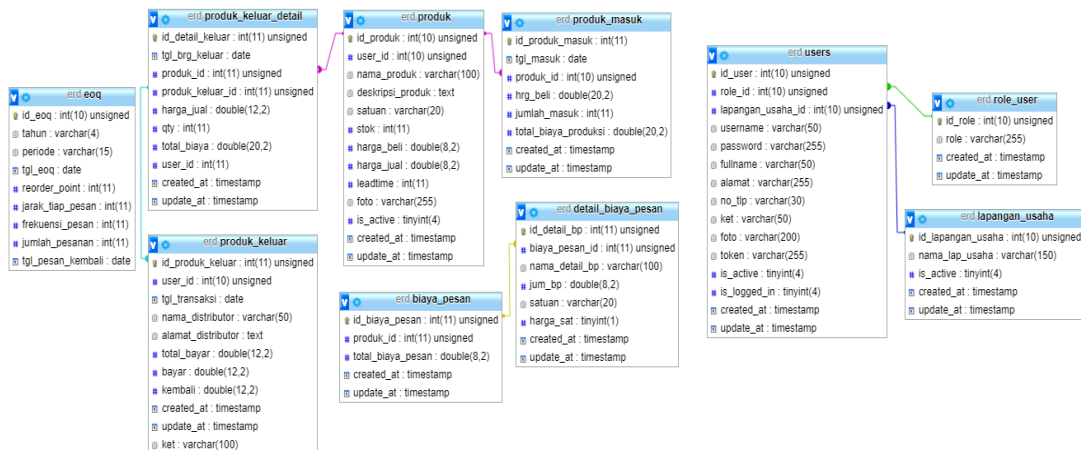 erd eoq
id_eoq : int(10) unsigned
tahun : varchar(4)
periode : varchar(15)
tgl_eoq : date
reorder_point : int(11)
jarak_tiap_pesan : int(11)
frekuensi_pesan : int(11)
jumlah_pesanan : int(11)
tgl_pesan_kembali : date
erd produk_keluar_detail
id_detail_keluar : int(11) unsigned
tgl_brg_keluar : date
produk_id : int(11) unsigned
produk_keluar_id : int(11) unsigned
harga_jual : double(12,2)
qty : int(11)
total_biaya : double(20,2)
user_id : int(11)
created_at : timestamp
update_at : timestamp
erd produk_keluar
id_produk_keluar : int(11) unsigned
user_id : int(10) unsigned
tgl_transaksi : date
nama_distributor : varchar(50)
alamat_distributor : text
total_bayar : double(12,2)
bayar : double(12,2)
kembali : double(12,2)
created_at : timestamp
update_at : timestamp
ket : varchar(100)
erd produk
id_produk : int(10) unsigned
user_id : int(10) unsigned
nama_produk : varchar(100)
deskripsi_produk : text
satuan : varchar(20)
stok : int(11)
harga_beli : double(8,2)
harga_jual : double(8,2)
leadtime : int(11)
foto : varchar(255)
is_active : tinyint(4)
created_at : timestamp
update_at : timestamp
erd biaya_pesan
id_biaya_pesan : int(11) unsigned
produk_id : int(11) unsigned
total_biaya_pesan : double(8,2)
created_at : timestamp
update_at : timestamp
erd produk_masuk
id_produk_masuk : int(11)
tgl_masuk : date
produk_id : int(10) unsigned
hrg_beli : double(20,2)
jumlah_masuk : int(11)
total_biaya_produksi : double(20,2)
created_at : timestamp
update_at : timestamp
erd detail_biaya_pesan
id_detail_bp : int(11) unsigned
biaya_pesan_id : int(11) unsigned
nama_detail_bp : varchar(100)
jum_bp : double(8,2)
satuan : varchar(20)
harga_sat : tinyint(1)
created_at : timestamp
update_at : timestamp
erd users
id_user : int(10) unsigned
role_id : int(10) unsigned
lapangan_usaha_id : int(10) unsigned
username : varchar(50)
password : varchar(255)
fullname : varchar(50)
alamat : varchar(255)
no_tlp : varchar(30)
ket : varchar(50)
foto : varchar(200)
token : varchar(255)
is_active : tinyint(4)
is_logged_in : tinyint(4)
created_at : timestamp
update_at : timestamp
erd role_user
id_role : int(10) unsigned
role : varchar(255)
created_at : timestamp
update_at : timestamp
erd lapangan_usaha
id_lapangan_usaha : int(10) unsigned
nama_lap_usaha : varchar(150)
is_active : tinyint(4)
created_at : timestamp
update_at : timestamp